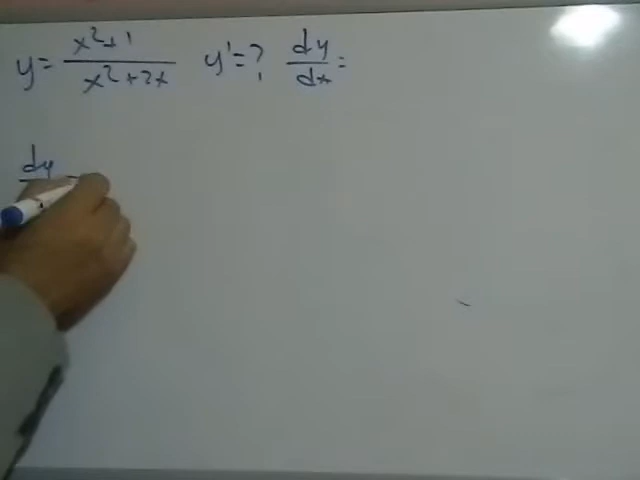 y = x²+1 / x²+2x y' = ? dy/dx =
dy